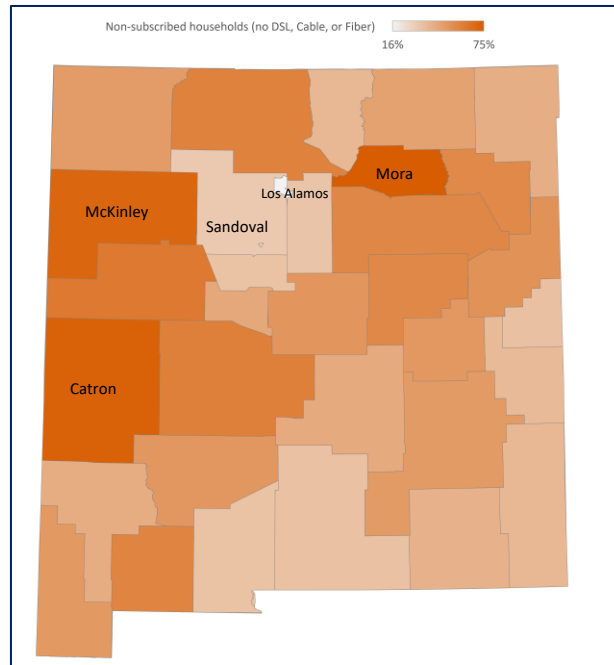 Non-subscribed households (no DSL, Cable, or Fiber)
16% 75%
Mora
Los Alamos
McKinley
Sandoval
Catron